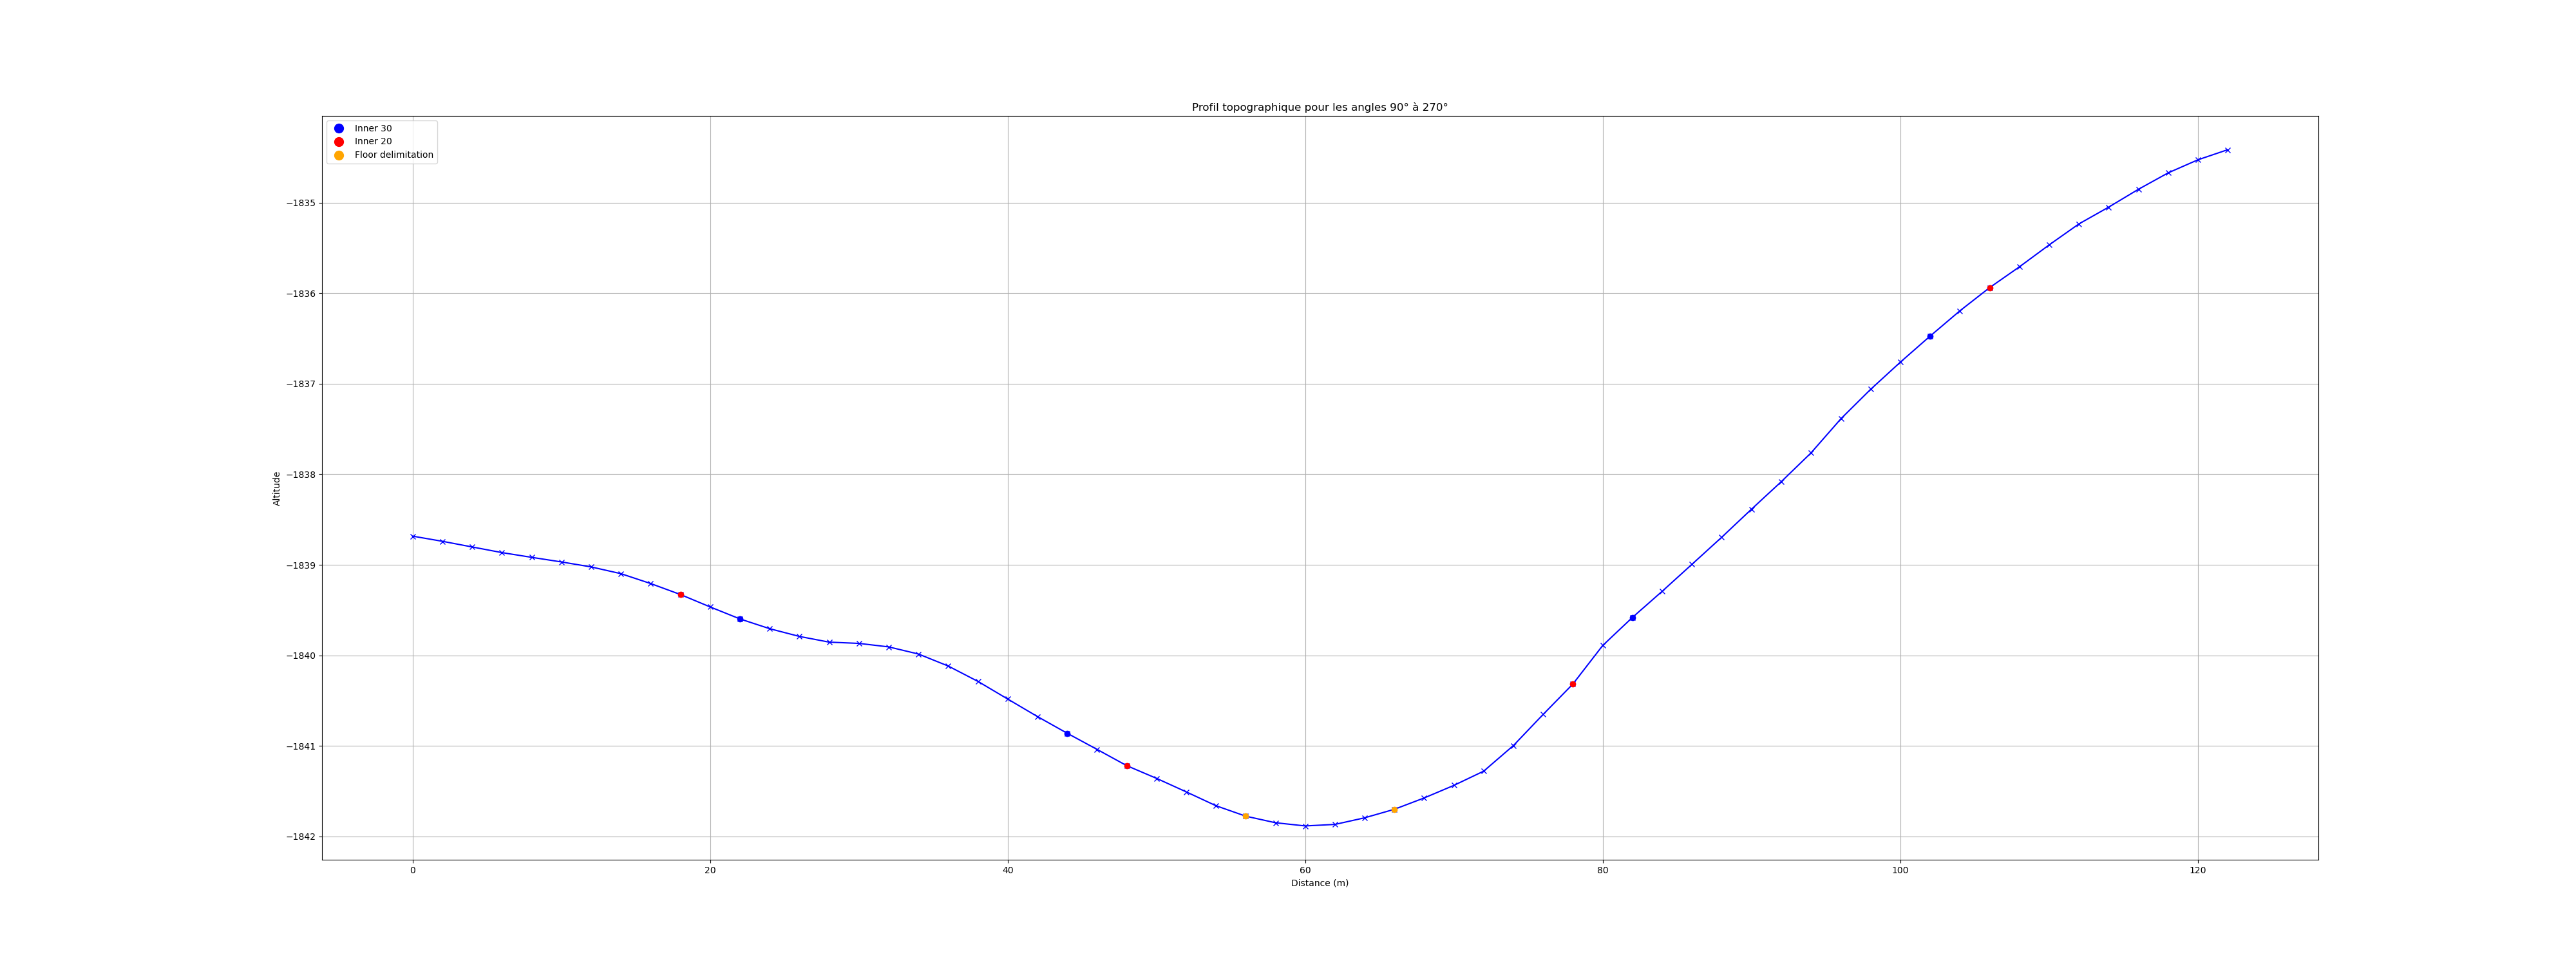 Profil topographique pour les angles 90° à 270°
Inner 30
Inner 20
Floor delimitation
Altitude
−1835
−1836
−1837
−1838
−1839
−1840
−1841
−1842
0 20 40 60 80 100 120
Distance (m)